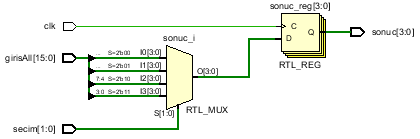 sonuc_reg[3:0]
clk
C
Q
sonuc[3:0]
D
sonuc_i
RTL_REG
girisAll[15:0]
... S=2'b00 I0[3:0]
... S=2'b01 I1[3:0]
7:4 S=2'b10 I2[3:0]
3:0 S=2'b11 I3[3:0]
O[3:0]
S[1:0]
RTL_MUX
secim[1:0]